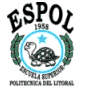 ESPOL
1958
ESCUELA SUPERIOR
POLITECNICA DEL LITORAL